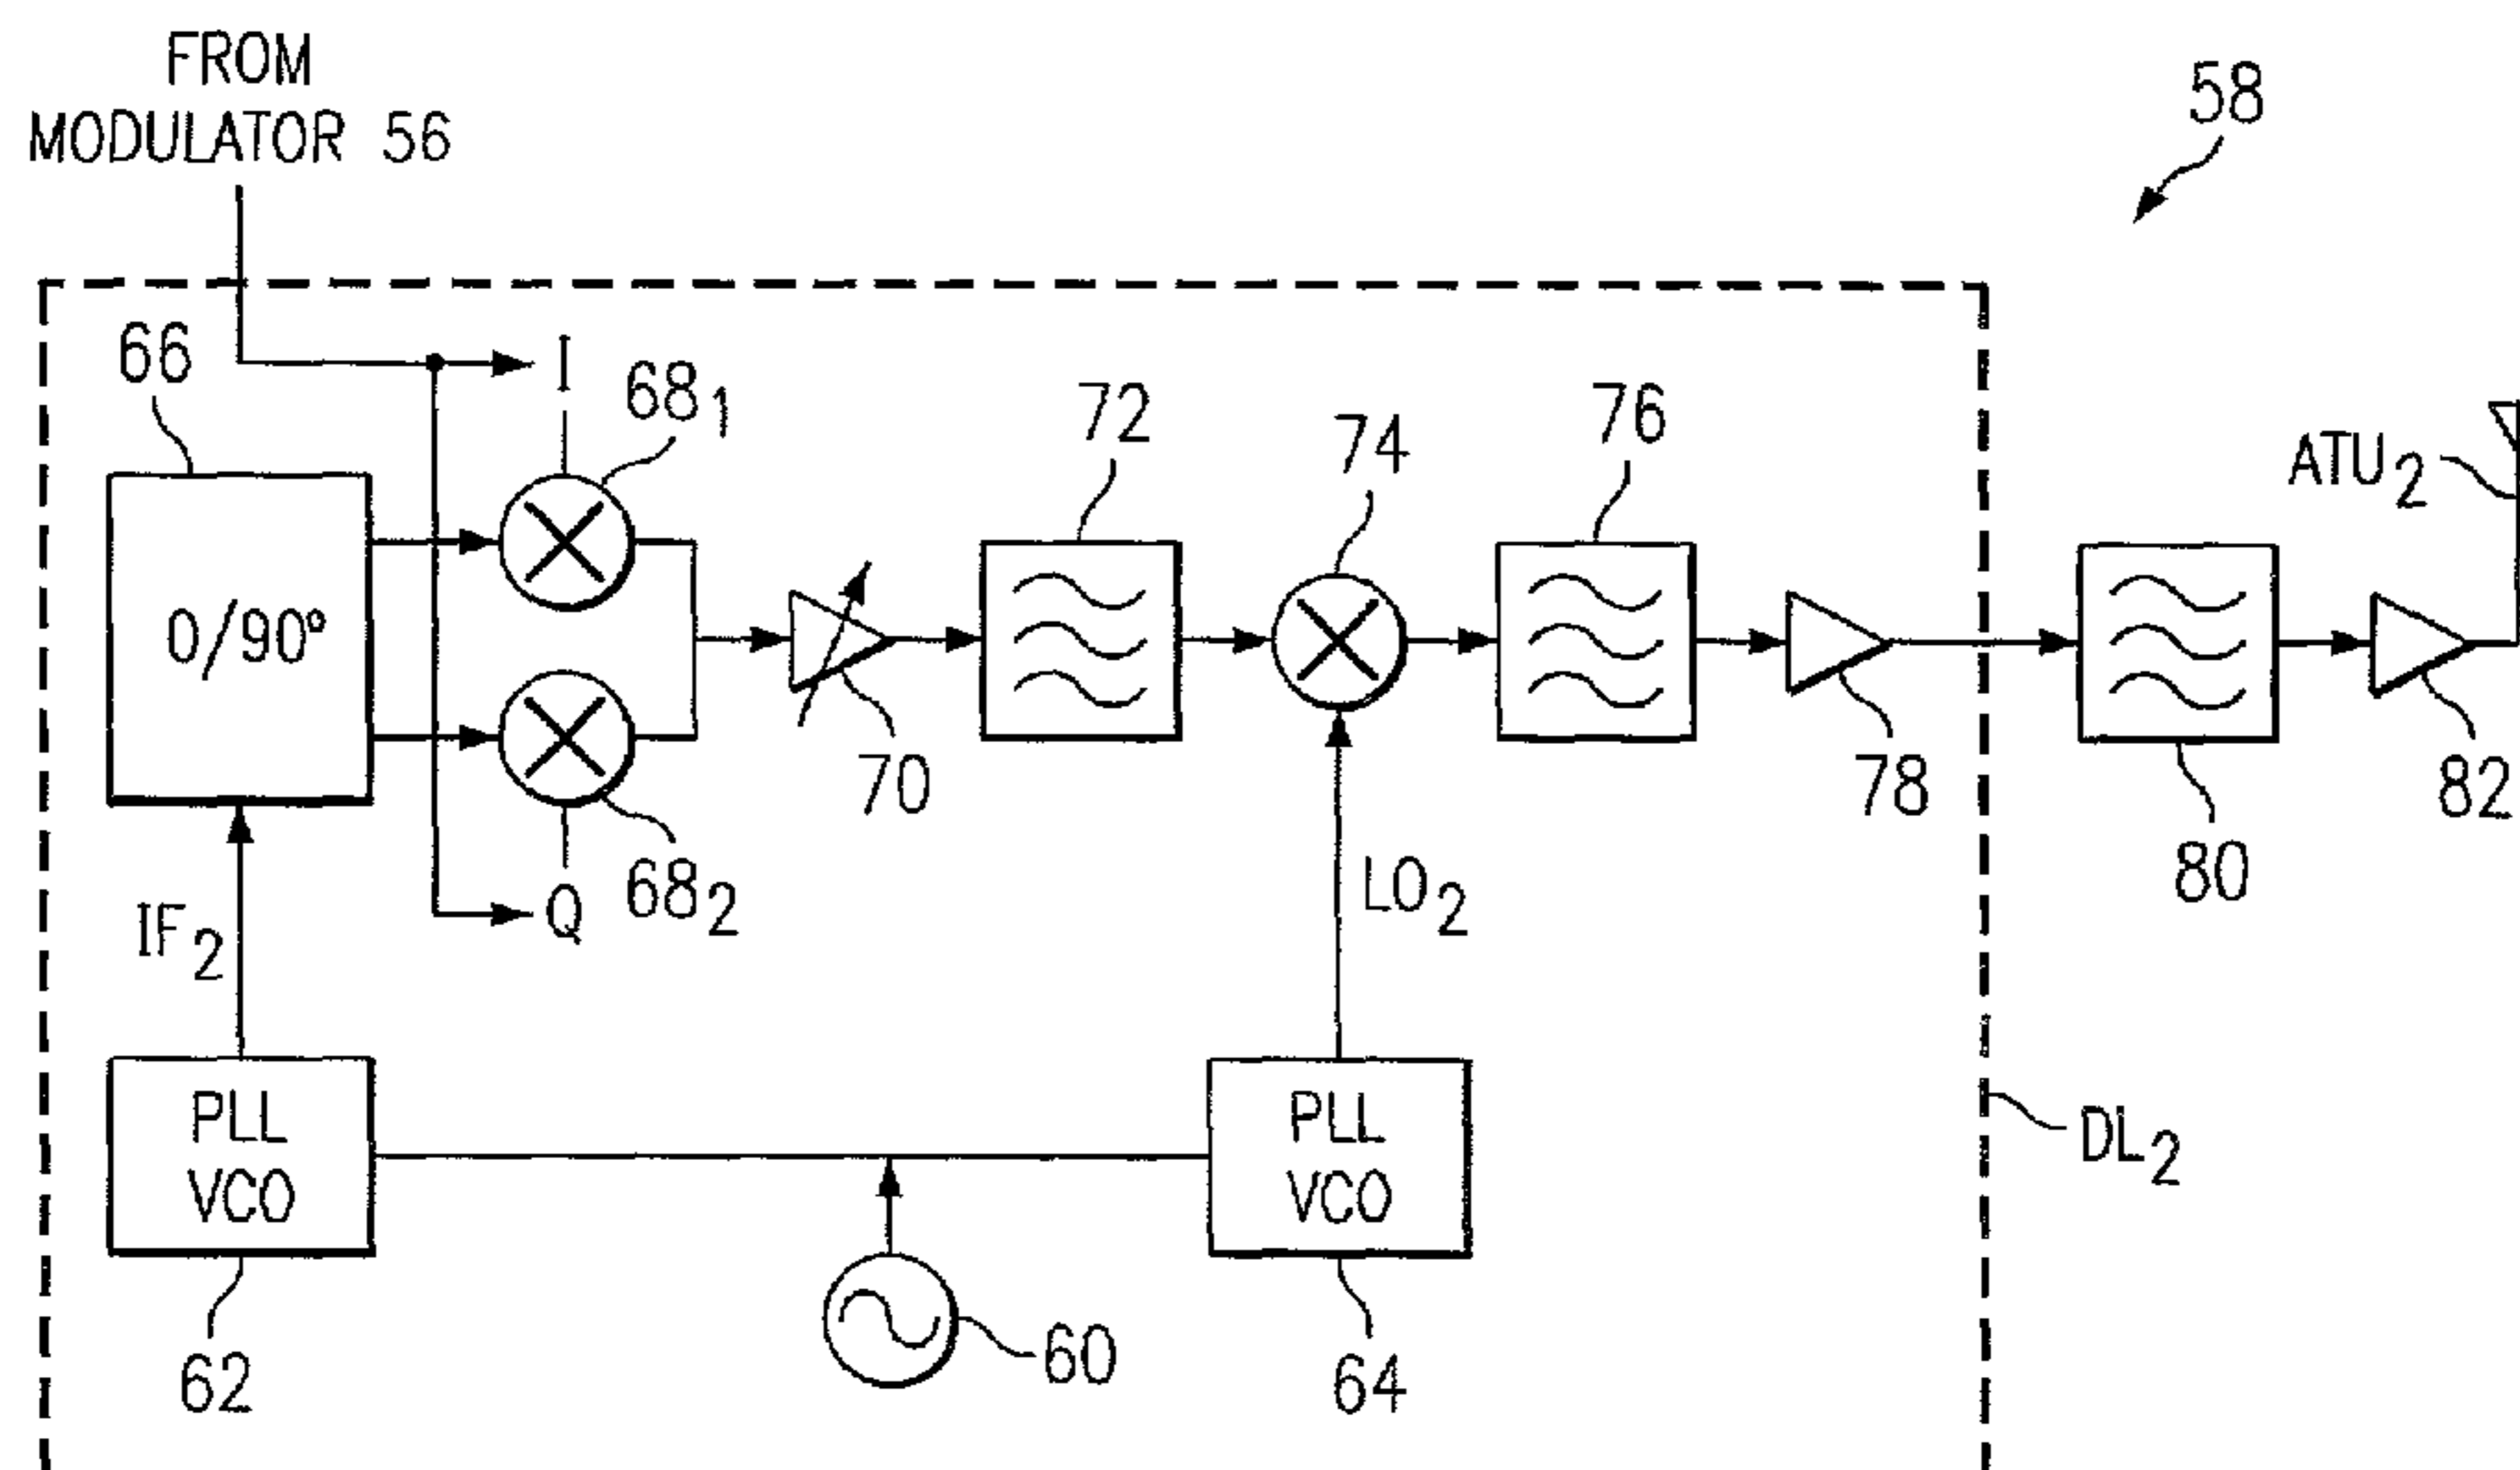 FROM
MODULATOR 56
58
66
I
68₁
72
74
76
ATU₂
0/90°
70
78
82
80
68₂
Q
IF₂
LO₂
PLL
VCO
PLL
VCO
DL₂
62
60
64